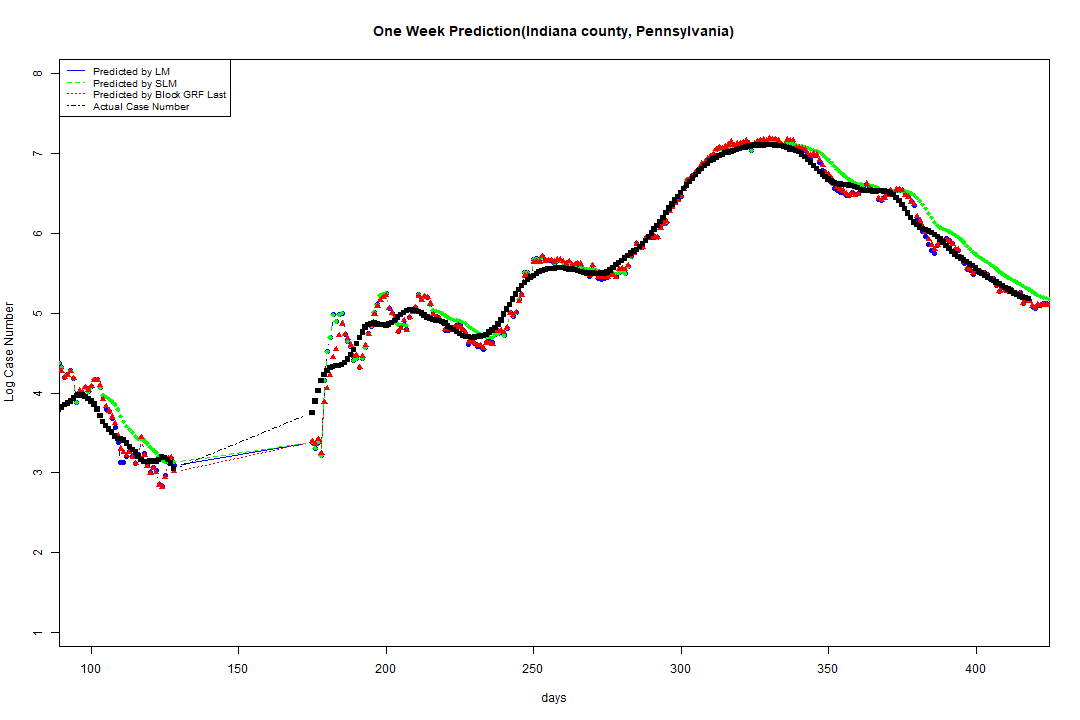 One Week Prediction(Indiana county, Pennsylvania)
Predicted by LM
Predicted by SLM
Predicted by Block GRF Last
Actual Case Number
8
7
6
5
4
3
2
1
Log Case Number
100 150 200 250 300 350 400
days